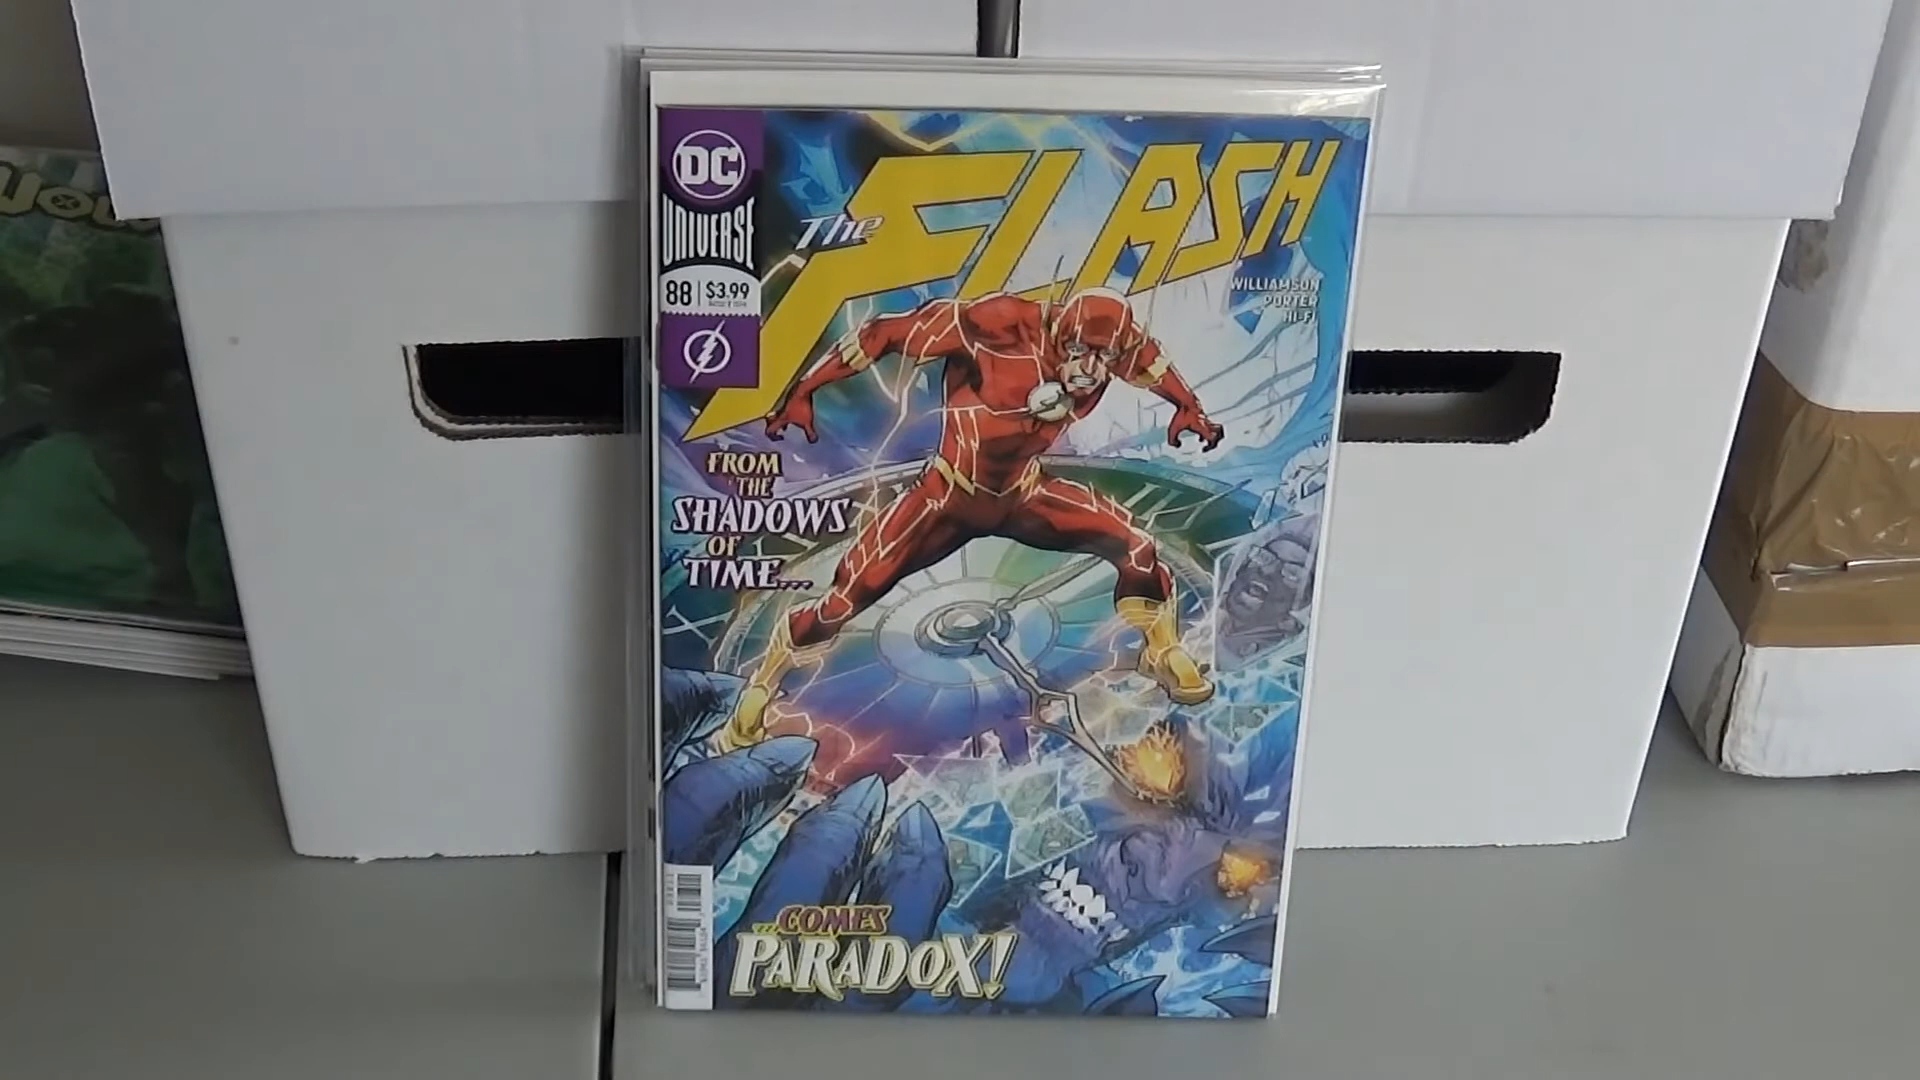 DC
UNIVERSE
88 | $3.99
The FLASH
WILLIAMSON
PORTER
HI-FI
FROM
THE
SHADOWS
OF
TIME...
...COMES
PARADOX!